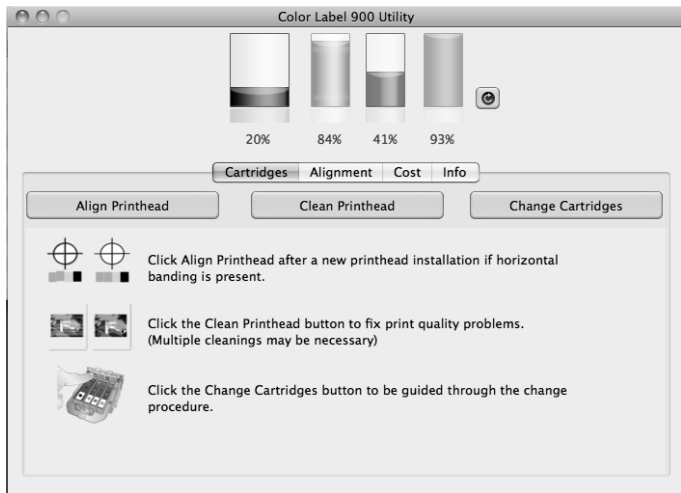 Color Label 900 Utility
20% 84% 41% 93%
Cartridges Alignment Cost Info
Align Printhead Clean Printhead Change Cartridges
Click Align Printhead after a new printhead installation if horizontal
banding is present.
Click the Clean Printhead button to fix print quality problems.
(Multiple cleanings may be necessary)
Click the Change Cartridges button to be guided through the change
procedure.